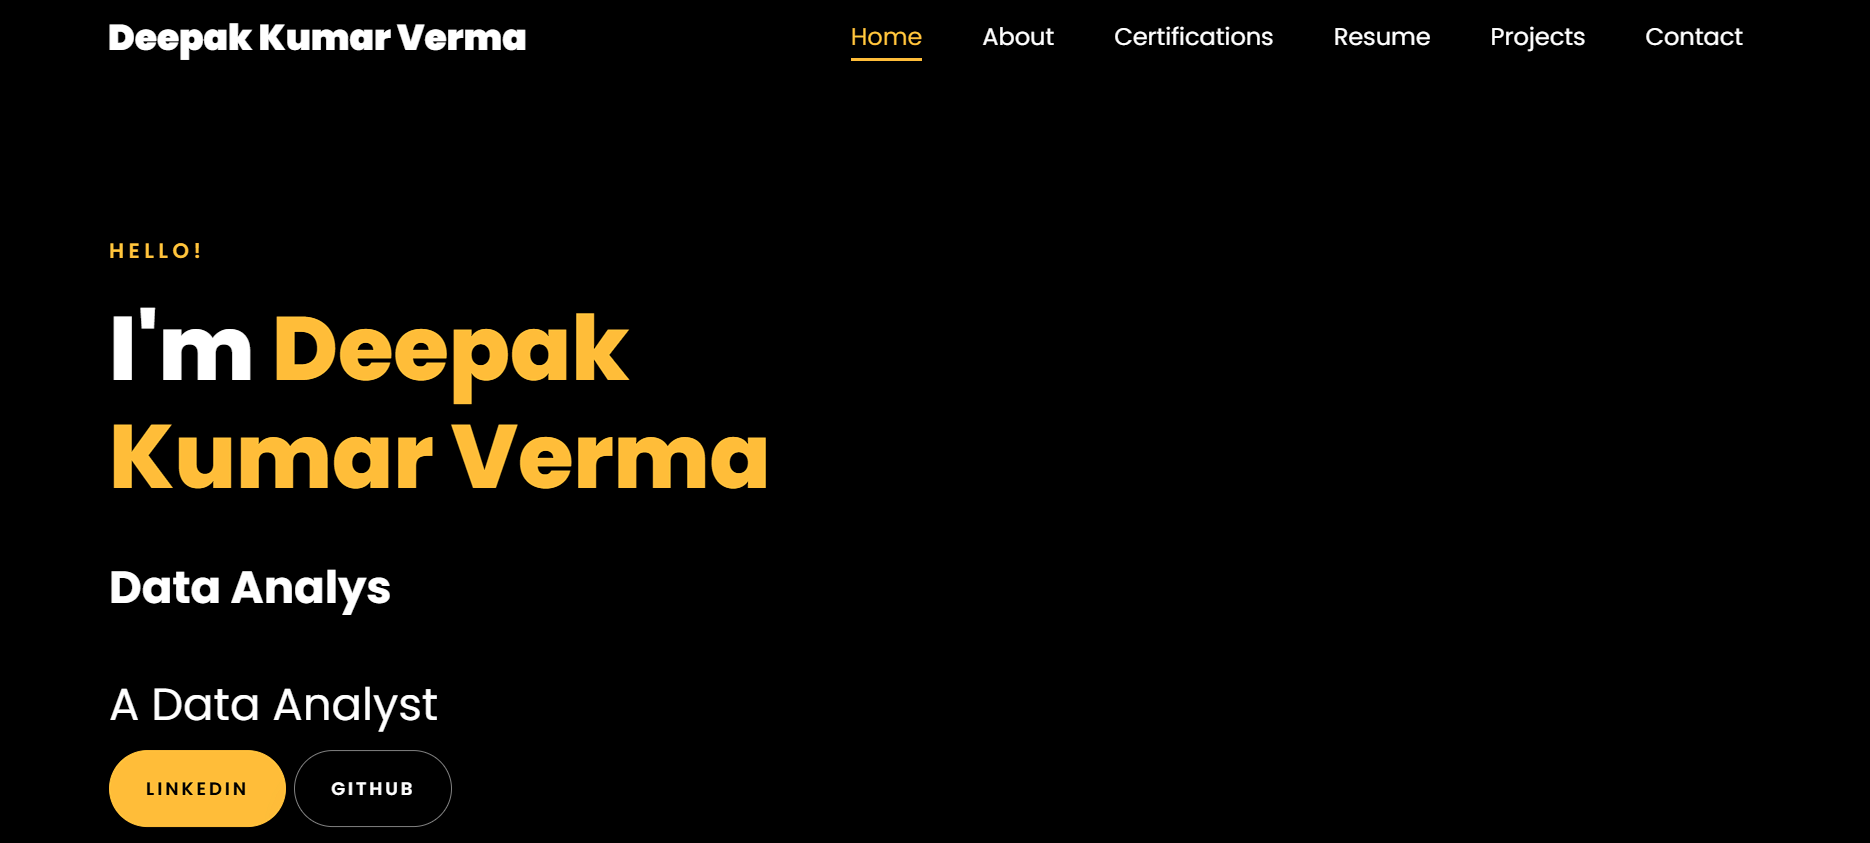 Deepak Kumar Verma
Home About Certifications Resume Projects Contact
HELLO!
I'm Deepak
Kumar Verma
Data Analys
A Data Analyst
LINKEDIN GITHUB